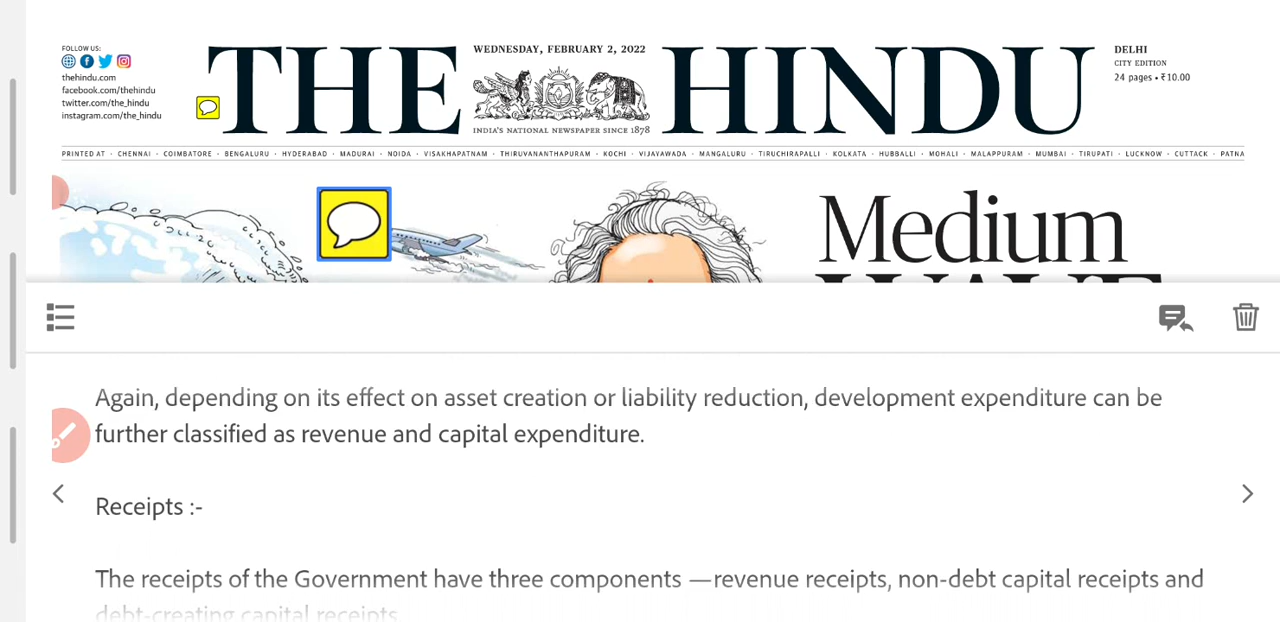 FOLLOW US:
thehindu.com
facebook.com/thehindu
twitter.com/the_hindu
instagram.com/the_hindu
THE HINDU
WEDNESDAY, FEBRUARY 2, 2022
INDIA'S NATIONAL NEWSPAPER SINCE 1878
DELHI
CITY EDITION
24 pages • ₹10.00
PRINTED AT · CHENNAI · COIMBATORE · BENGALURU · HYDERABAD · MADURAI · NOIDA · VISAKHAPATNAM · THIRUVANANTHAPURAM · KOCHI · VIJAYAWADA · MANGALURU · TIRUCHIRAPALLI · KOLKATA · HUBBALLI · MOHALI · MALAPPURAM · MUMBAI · TIRUPATI · LUCKNOW · CUTTACK · PATNA
Medium
Again, depending on its effect on asset creation or liability reduction, development expenditure can be
further classified as revenue and capital expenditure.
Receipts :-
The receipts of the Government have three components —revenue receipts, non-debt capital receipts and
debt-creating capital receipts